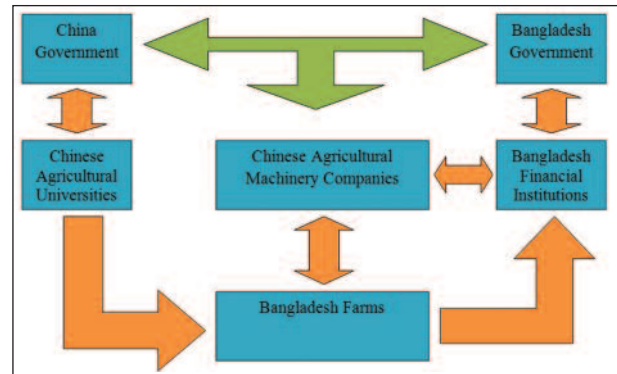 China
Government
Bangladesh
Government
Chinese
Agricultural
Universities
Chinese Agricultural
Machinery Companies
Bangladesh
Financial
Institutions
Bangladesh Farms